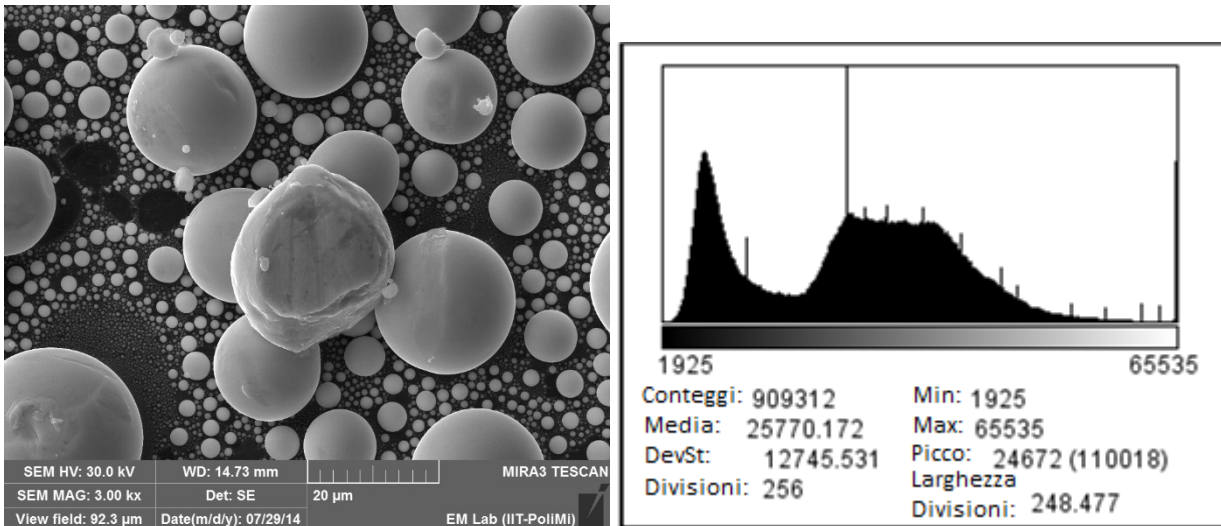 SEM HV: 30.0 kV WD: 14.73 mm MIRA3 TESCAN
SEM MAG: 3.00 kx Det: SE 20 µm
View field: 92.3 µm Date(m/d/y): 07/29/14 EM Lab (IIT-PoliMi)
1925 65535
Conteggi: 909312 Min: 1925
Media: 25770.172 Max: 65535
DevSt: 12745.531 Picco: 24672 (110018)
Divisioni: 256 Larghezza
Divisioni: 248.477